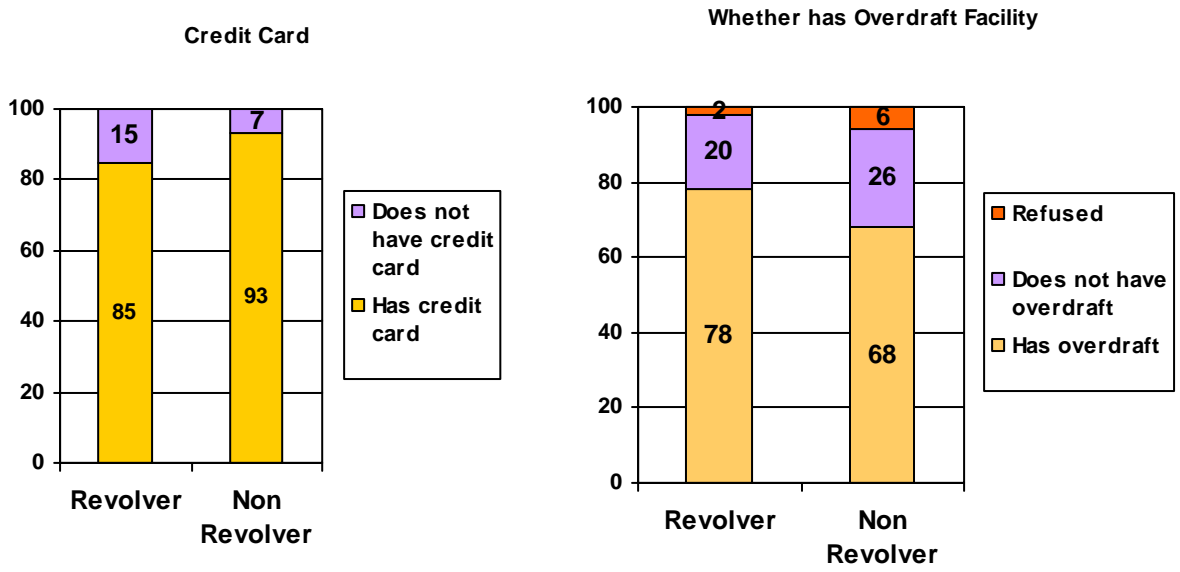 Credit Card
100
80
60
40
20
0
15
7
85
93
Revolver
Non
Revolver
Does not
have credit
card
Has credit
card
Whether has Overdraft Facility
100
80
60
40
20
0
2
6
20
26
78
68
Revolver
Non
Revolver
Refused
Does not have
overdraft
Has overdraft